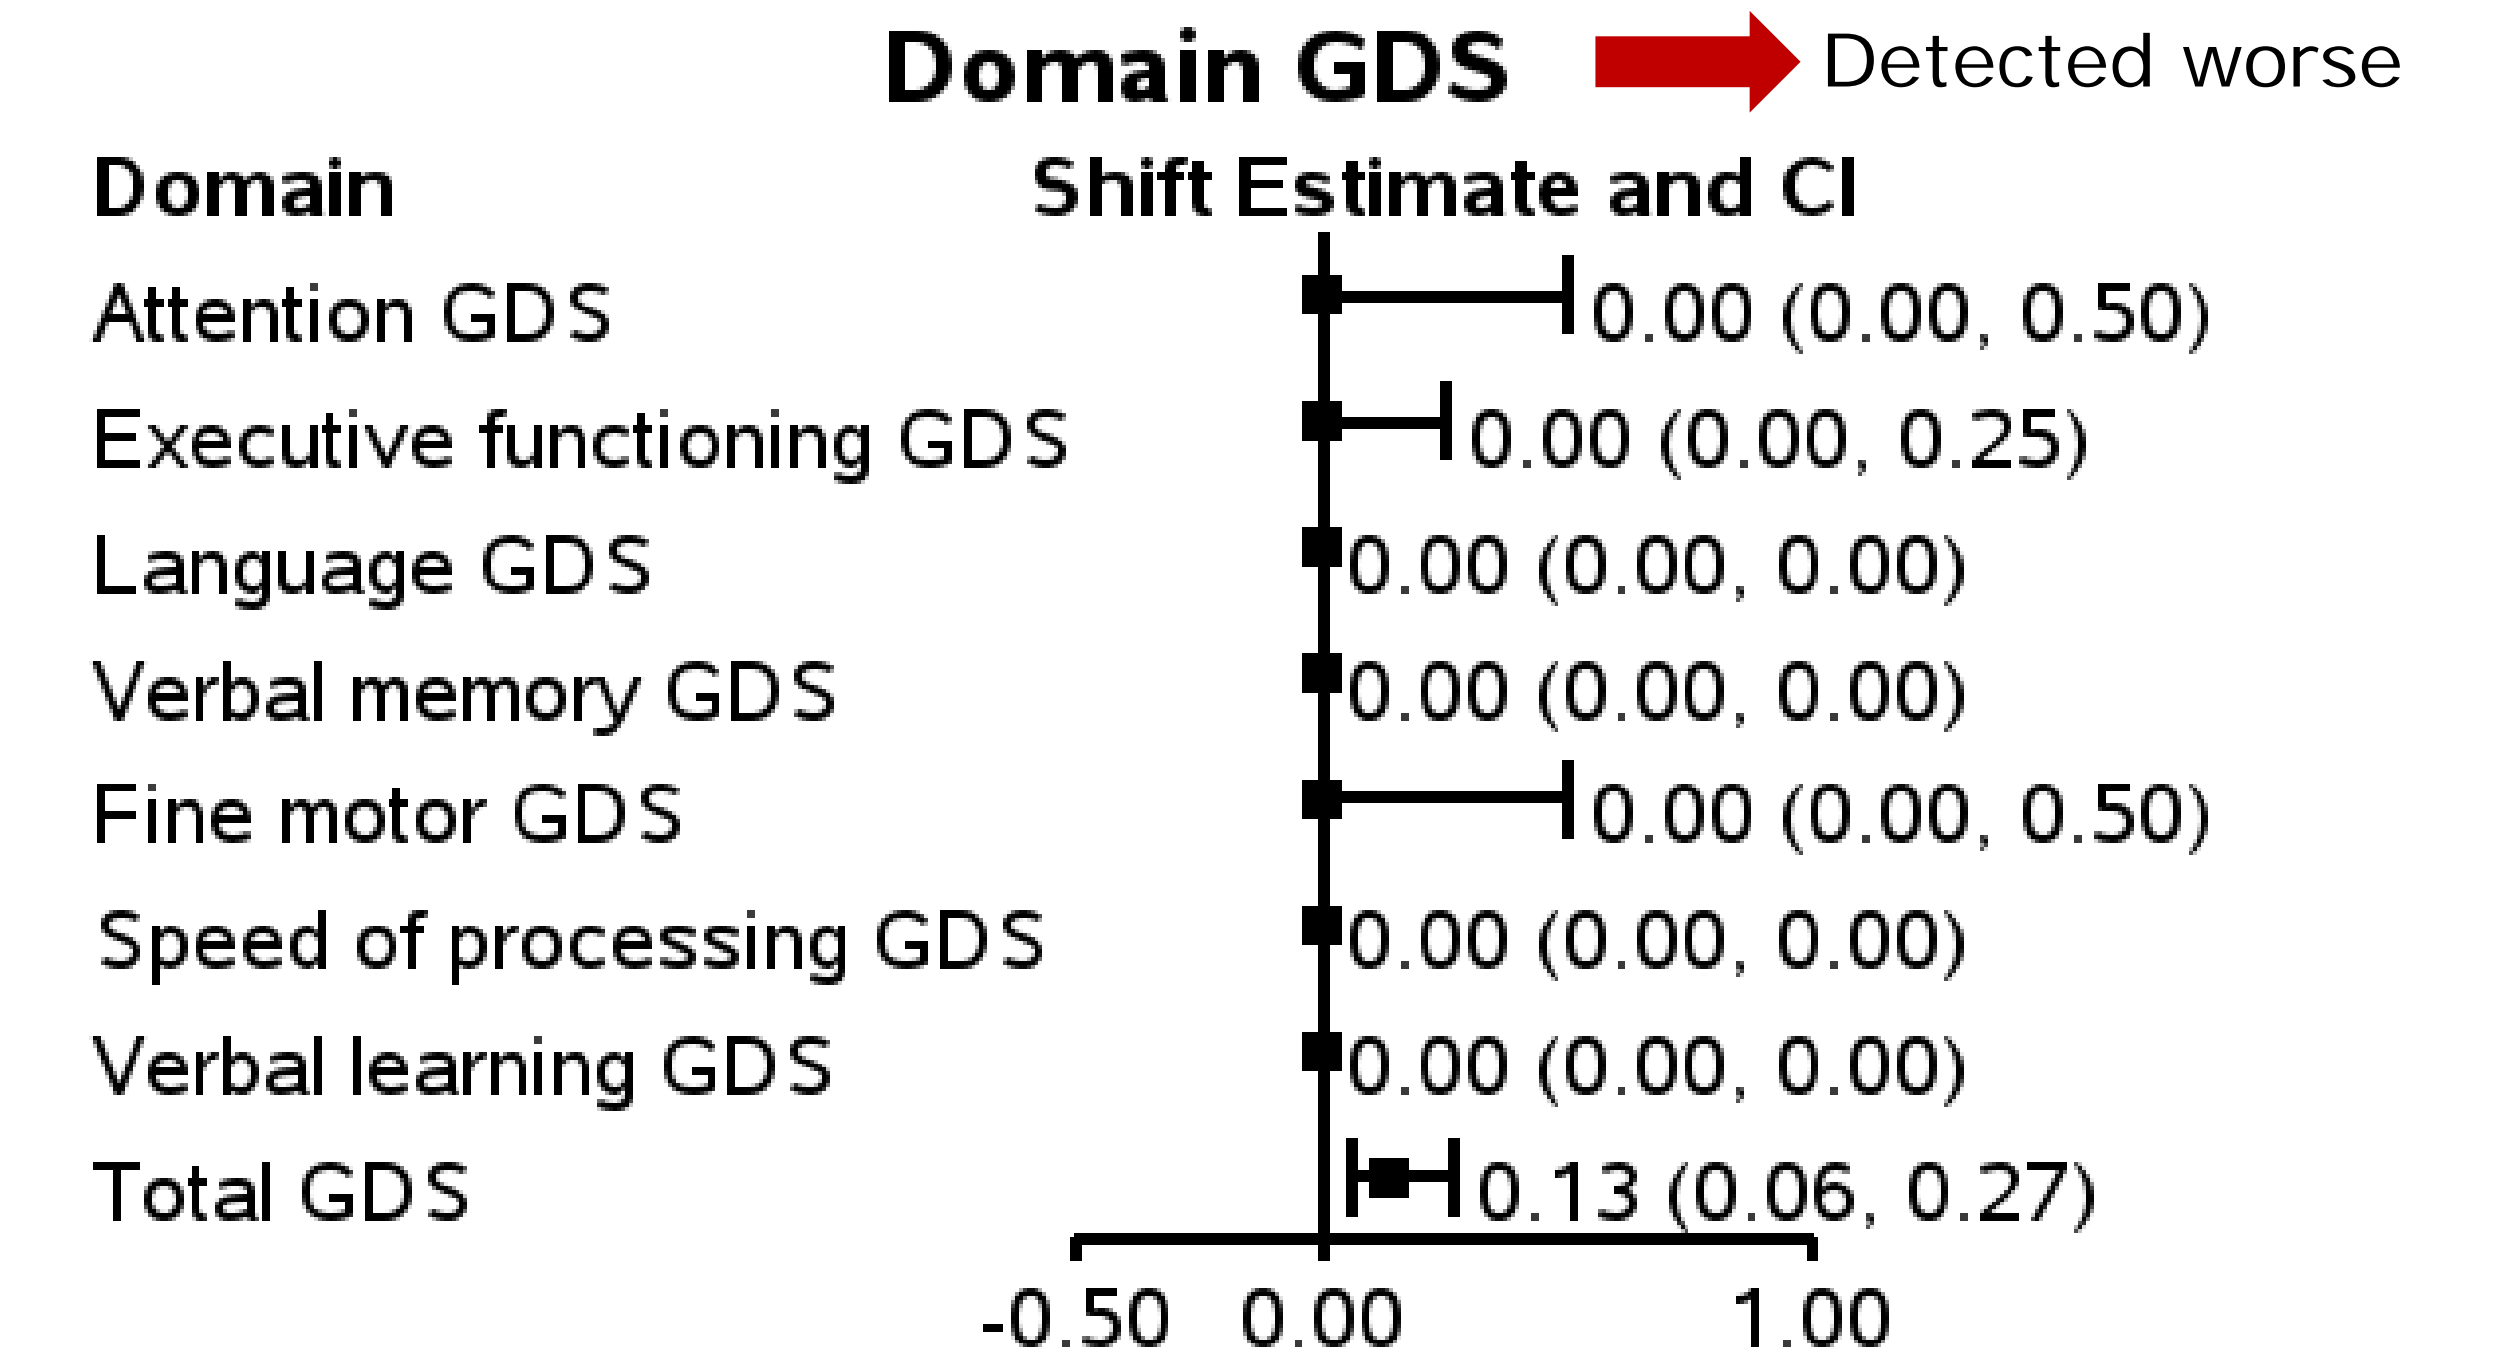 Domain GDS Detected worse
Domain Shift Estimate and CI
Attention GDS 0.00 (0.00, 0.50)
Executive functioning GDS 0.00 (0.00, 0.25)
Language GDS 0.00 (0.00, 0.00)
Verbal memory GDS 0.00 (0.00, 0.00)
Fine motor GDS 0.00 (0.00, 0.50)
Speed of processing GDS 0.00 (0.00, 0.00)
Verbal learning GDS 0.00 (0.00, 0.00)
Total GDS 0.13 (0.06, 0.27)
-0.50 0.00 1.00